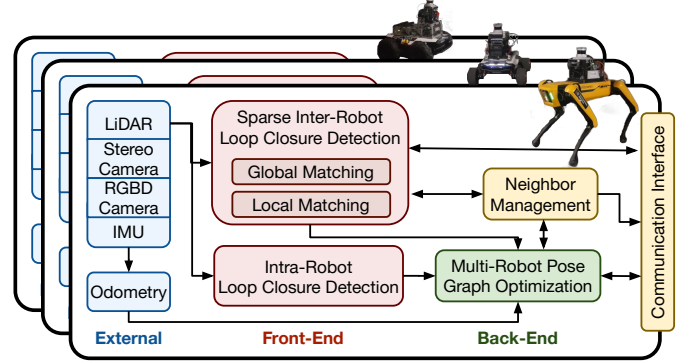 LiDAR
Stereo
Camera
RGBD
Camera
IMU
Odometry
External
Sparse Inter-Robot
Loop Closure Detection
Global Matching
Local Matching
Intra-Robot
Loop Closure Detection
Front-End
Neighbor
Management
Multi-Robot Pose
Graph Optimization
Back-End
Communication Interface